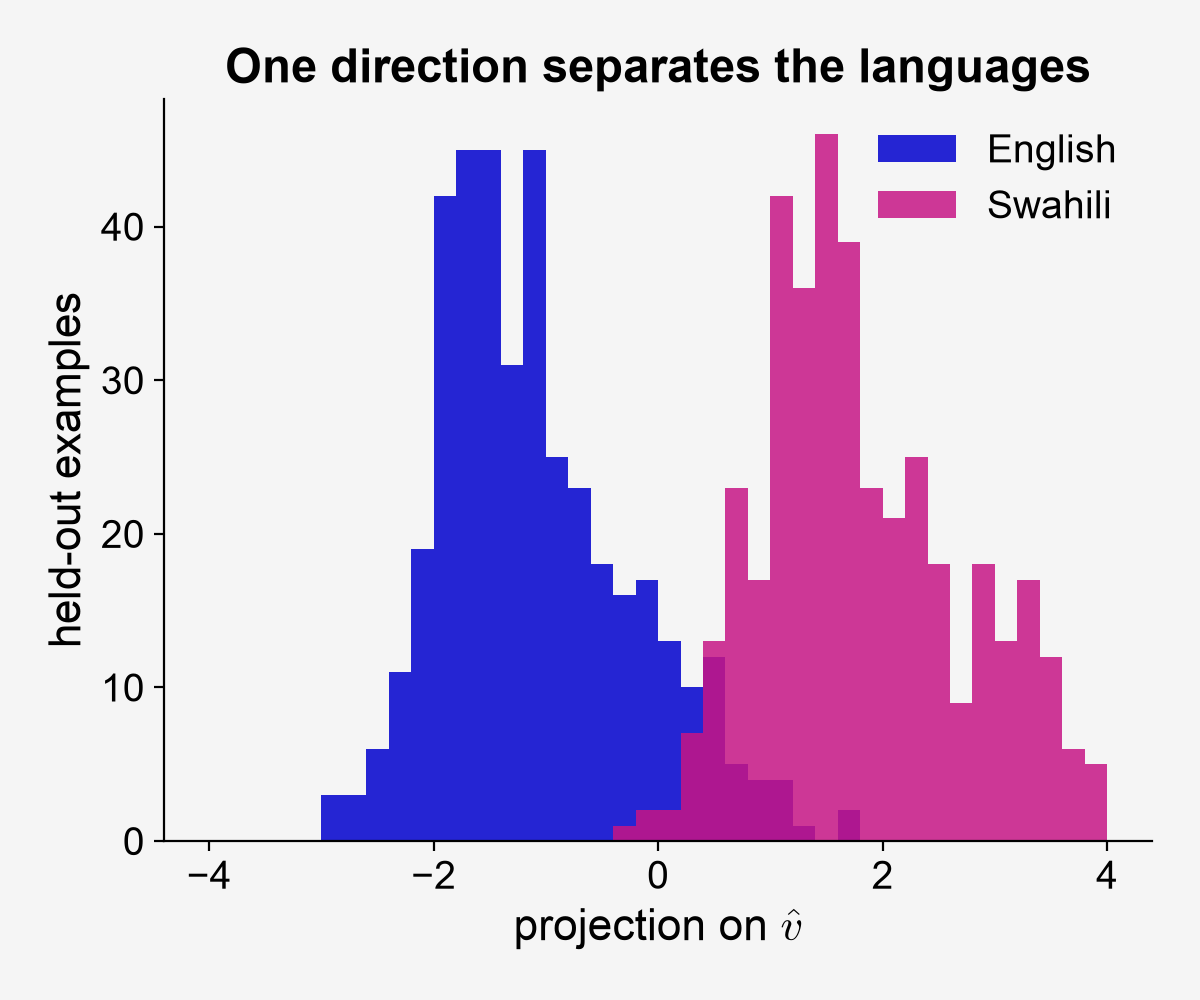 One direction separates the languages
English
Swahili
held-out examples
40
30
20
10
0
−4 −2 0 2 4
projection on v̂